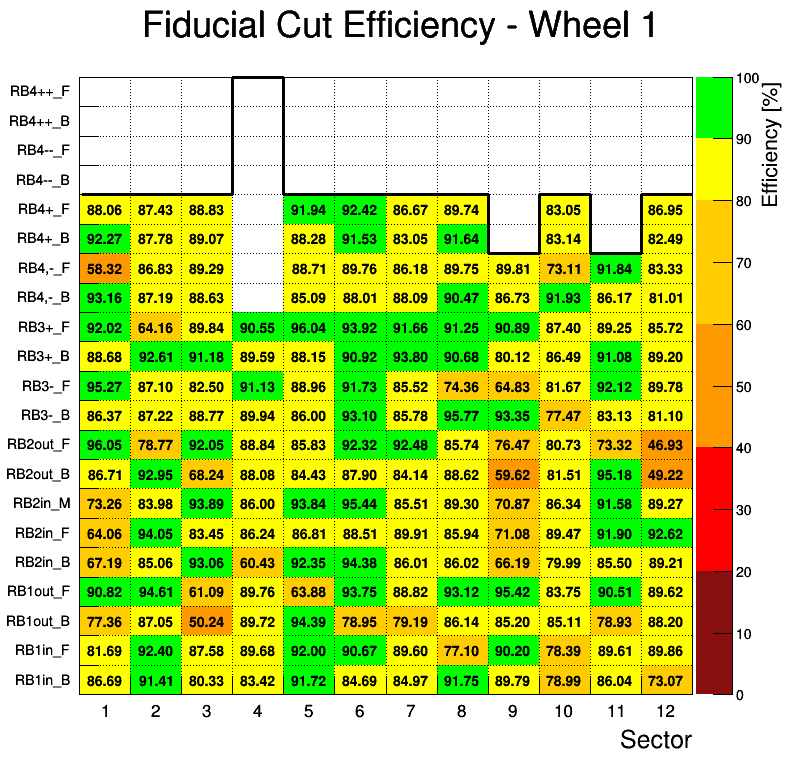 Fiducial Cut Efficiency - Wheel 1
RB4++_F
RB4++_B
RB4--_F
RB4--_B
RB4+_F 88.06 87.43 88.83 91.94 92.42 86.67 89.74 83.05 86.95
RB4+_B 92.27 87.78 89.07 88.28 91.53 83.05 91.64 83.14 82.49
RB4,-_F 58.32 86.83 89.29 88.71 89.76 86.18 89.75 89.81 73.11 91.84 83.33
RB4,-_B 93.16 87.19 88.63 85.09 88.01 88.09 90.47 86.73 91.93 86.17 81.01
RB3+_F 92.02 64.16 89.84 90.55 96.04 93.92 91.66 91.25 90.89 87.40 89.25 85.72
RB3+_B 88.68 92.61 91.18 89.59 88.15 90.92 93.80 90.68 80.12 86.49 91.08 89.20
RB3-_F 95.27 87.10 82.50 91.13 88.96 91.73 85.52 74.36 64.83 81.67 92.12 89.78
RB3-_B 86.37 87.22 88.77 89.94 86.00 93.10 85.78 95.77 93.35 77.47 83.13 81.10
RB2out_F 96.05 78.77 92.05 88.84 85.83 92.32 92.48 85.74 76.47 80.73 73.32 46.93
RB2out_B 86.71 92.95 68.24 88.08 84.43 87.90 84.14 88.62 59.62 81.51 95.18 49.22
RB2in_M 73.26 83.98 93.89 86.00 93.84 95.44 85.51 89.30 70.87 86.34 91.58 89.27
RB2in_F 64.06 94.05 83.45 86.24 86.81 88.51 89.91 85.94 71.08 89.47 91.90 92.62
RB2in_B 67.19 85.06 93.06 60.43 92.35 94.38 86.01 86.02 66.19 79.99 85.50 89.21
RB1out_F 90.82 94.61 61.09 89.76 63.88 93.75 88.82 93.12 95.42 83.75 90.51 89.62
RB1out_B 77.36 87.05 50.24 89.72 94.39 78.95 79.19 86.14 85.20 85.11 78.93 88.20
RB1in_F 81.69 92.40 87.58 89.68 92.00 90.67 89.60 77.10 90.20 78.39 89.61 89.86
RB1in_B 86.69 91.41 80.33 83.42 91.72 84.69 84.97 91.75 89.79 78.99 86.04 73.07
1 2 3 4 5 6 7 8 9 10 11 12
Sector
100
90
80
70
60
50
40
30
20
10
0
Efficiency [%]